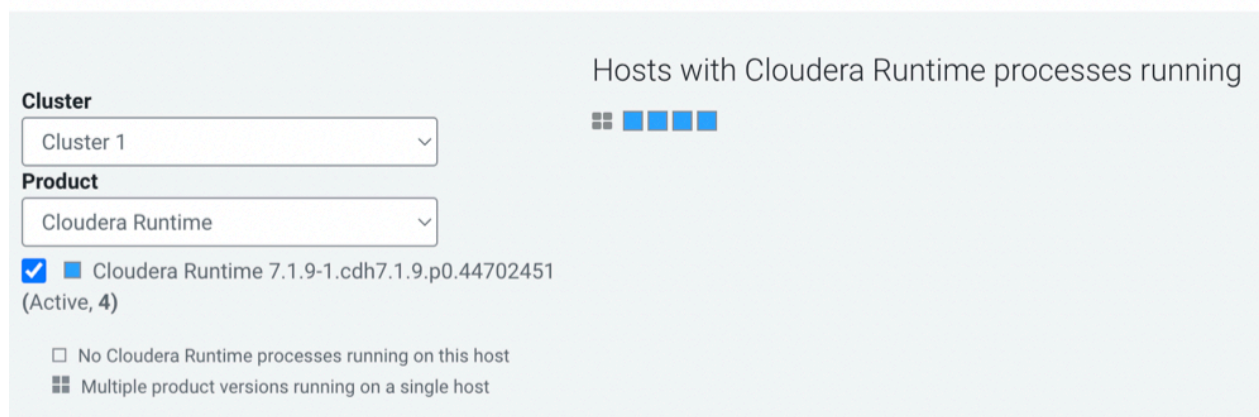 Hosts with Cloudera Runtime processes running
Cluster
Cluster 1
Product
Cloudera Runtime
Cloudera Runtime 7.1.9-1.cdh7.1.9.p0.44702451
(Active, 4)
No Cloudera Runtime processes running on this host
Multiple product versions running on a single host